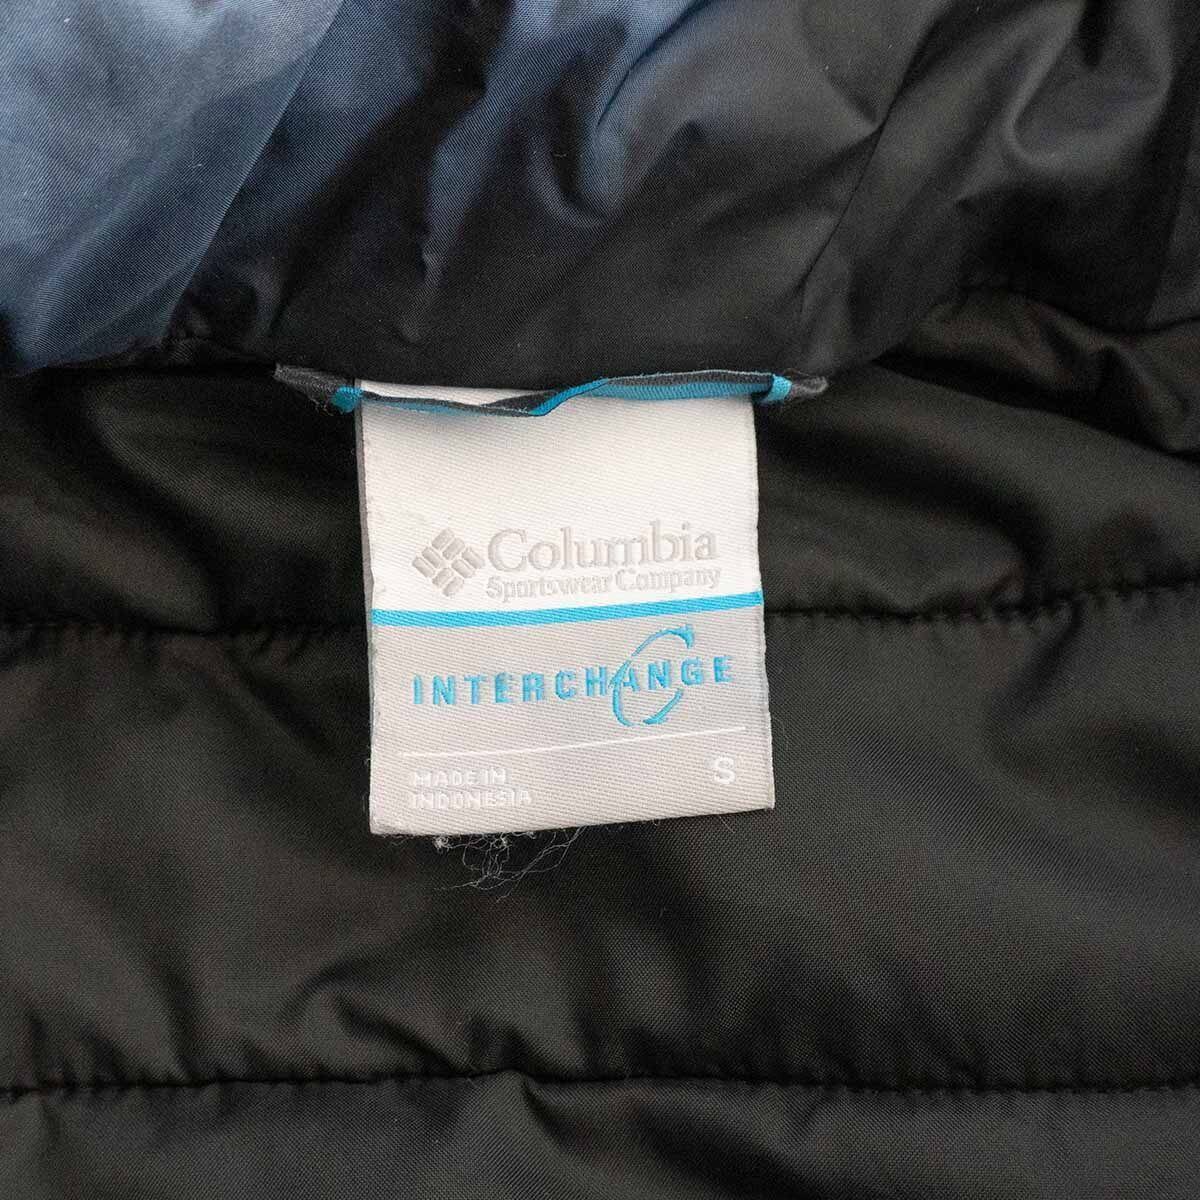 Columbia
Sportswear Company
INTERCHANGE
MADE IN
INDONESIA
S